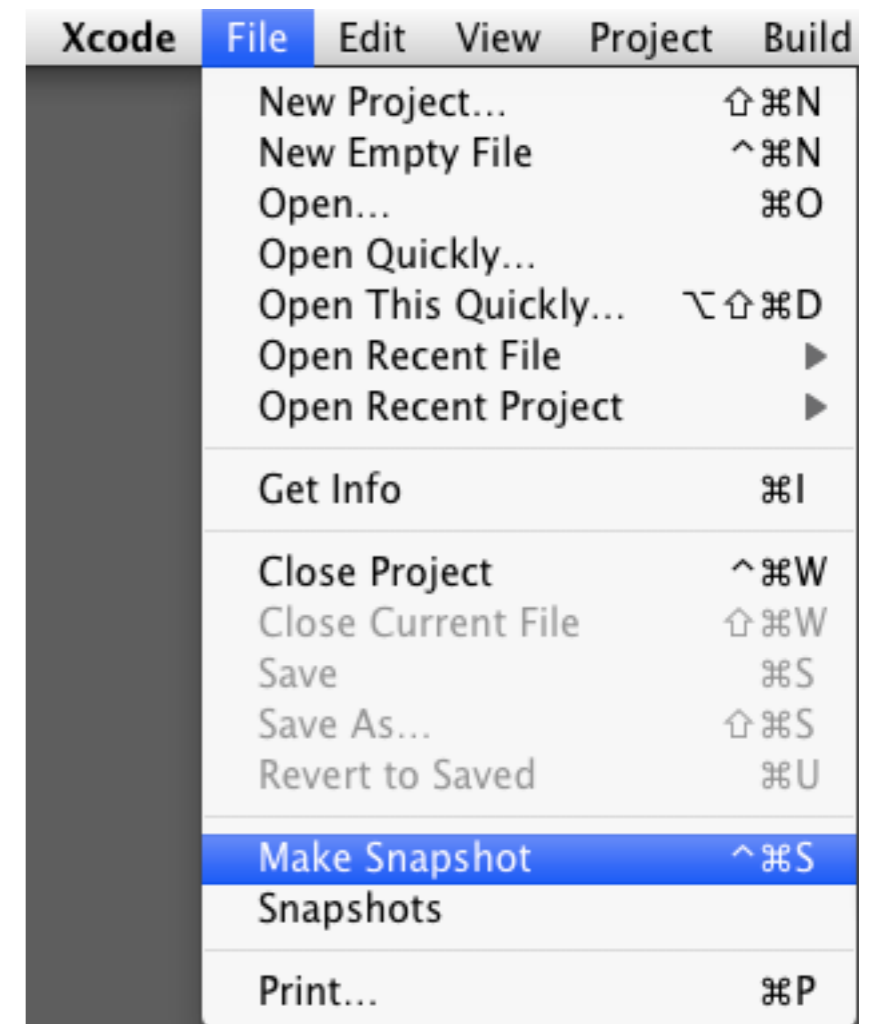 Xcode File Edit View Project Build
New Project... ⇧⌘N
New Empty File ^⌘N
Open... ⌘O
Open Quickly...
Open This Quickly... ⌥⇧⌘D
Open Recent File ▶
Open Recent Project ▶
Get Info ⌘I
Close Project ^⌘W
Close Current File ⇧⌘W
Save ⌘S
Save As... ⇧⌘S
Revert to Saved ⌘U
Make Snapshot ^⌘S
Snapshots
Print... ⌘P